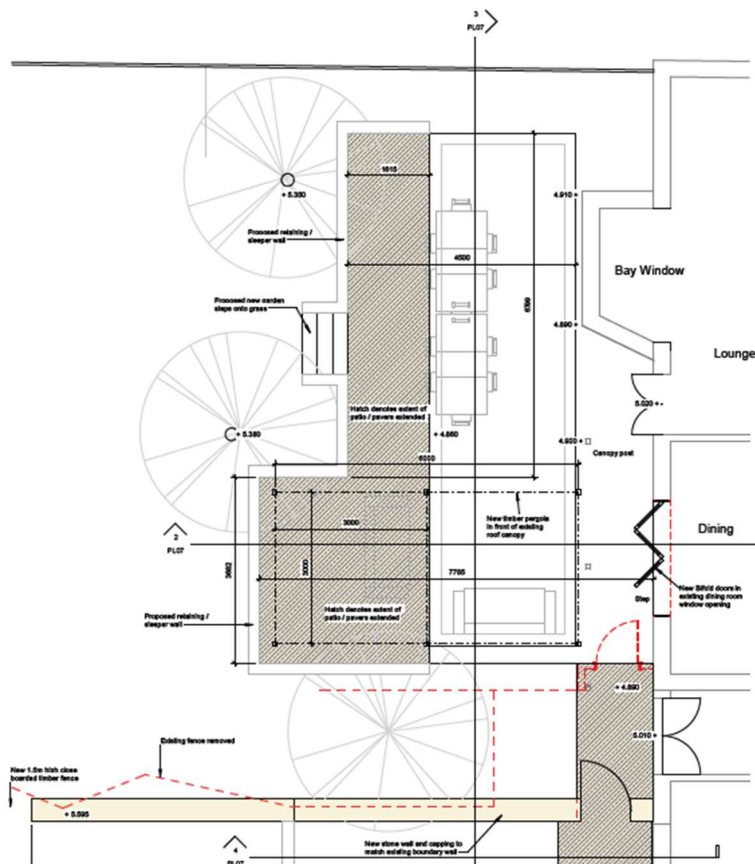 3
PL07
1815
+ 5.350
4.910 +
Proposed retaining /
sleeper wall
4500
Bay Window
Proposed new garden
steps onto grass
4.890 +
Lounge
Hatch denotes extent of
patio / pavers extended
5.020 +
+ 4.860
4.900 +
Canopy post
6000
New timber pergola
in front of existing
roof canopy
2
PL07
3000
3000
Dining
7785
New Bifold doors in
existing dining room
window opening
Step
Hatch denotes extent of
patio / pavers extended
Proposed retaining /
sleeper wall
+ 4.890
5.010 +
Existing fence removed
New 1.5m high close
boarded timber fence
+ 5.595
New stone wall and capping to
match existing boundary wall
4
PL07